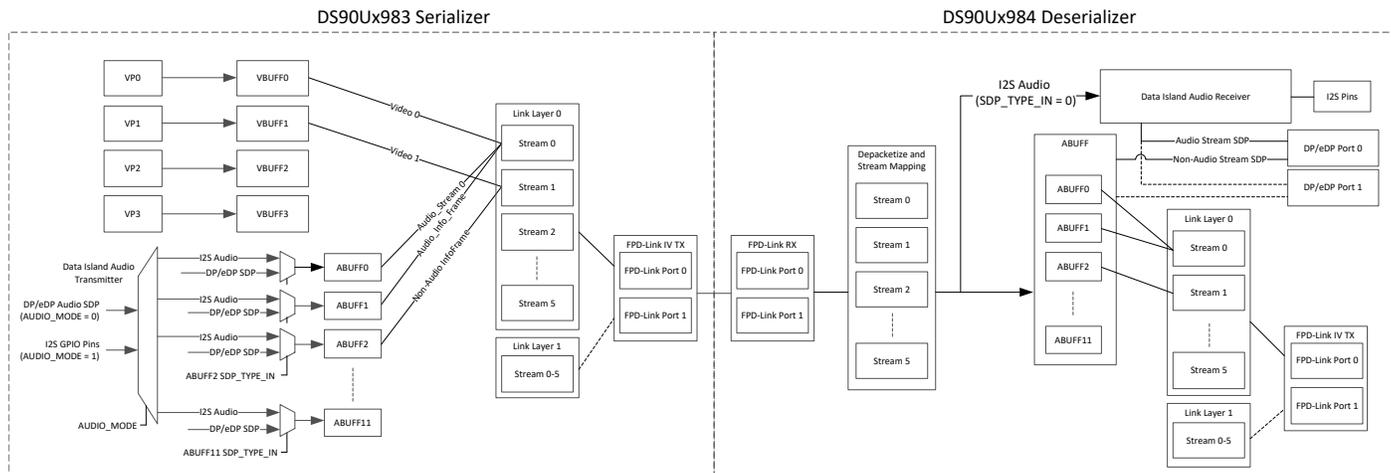 DS90Ux983 Serializer
DS90Ux984 Deserializer
VP0
VBUFF0
VP1
VBUFF1
VP2
VBUFF2
VP3
VBUFF3
Video 0
Video 1
Audio_Stream 0
Audio_Info_Frame
Non-Audio InfoFrame
Data Island Audio
Transmitter
DP/eDP Audio SDP
(AUDIO_MODE = 0)
I2S GPIO Pins
(AUDIO_MODE = 1)
AUDIO_MODE
I2S Audio
DP/eDP SDP
ABUFF0
I2S Audio
DP/eDP SDP
ABUFF1
I2S Audio
DP/eDP SDP
ABUFF2
ABUFF2 SDP_TYPE_IN
I2S Audio
DP/eDP SDP
ABUFF11
ABUFF11 SDP_TYPE_IN
Link Layer 0
Stream 0
Stream 1
Stream 2
Stream 5
Link Layer 1
Stream 0-5
FPD-Link IV TX
FPD-Link Port 0
FPD-Link Port 1
FPD-Link RX
FPD-Link Port 0
FPD-Link Port 1
Depacketize and
Stream Mapping
Stream 0
Stream 1
Stream 2
Stream 5
I2S Audio
(SDP_TYPE_IN = 0)
Data Island Audio Receiver
I2S Pins
Audio Stream SDP
Non-Audio Stream SDP
DP/eDP Port 0
DP/eDP Port 1
ABUFF
ABUFF0
ABUFF1
ABUFF2
ABUFF11
Link Layer 0
Stream 0
Stream 1
Stream 5
Link Layer 1
Stream 0-5
FPD-Link IV TX
FPD-Link Port 0
FPD-Link Port 1